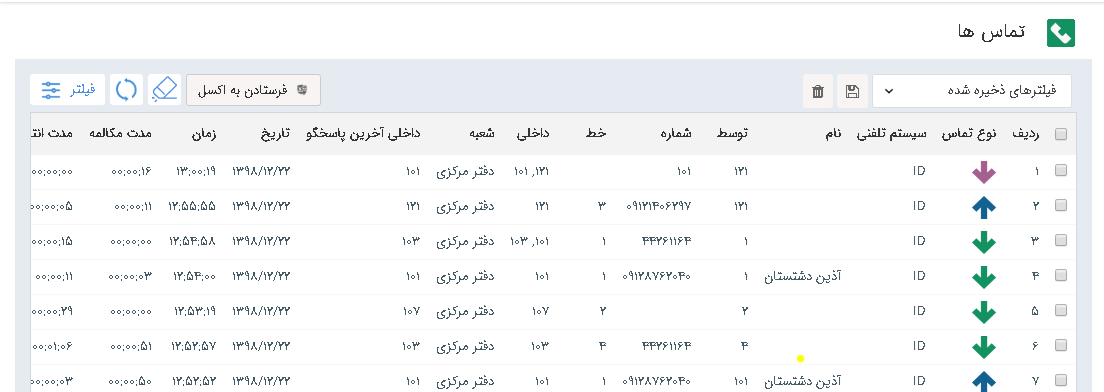 تماس ها
فیلترهای ذخیره شده فرستادن به اکسل فیلتر
ردیف نوع تماس سیستم تلفنی نام توسط شماره خط داخلی شعبه داخلی آخرین پاسخگو تاریخ زمان مدت مکالمه مدت انت
۱ ID ۱۲۱ ۱۰۱ ۱۰۱ ,۱۲۱ دفتر مرکزی ۱۰۱ ۱۳۹۸/۱۲/۲۲ ۱۳:۰۰:۱۹ ۰۰:۰۰:۱۶ ۰۰:۰۰:۰۰
۲ ID ۱۲۱ ۰۹۱۲۱۴۰۶۲۹۷ ۳ ۱۲۱ دفتر مرکزی ۱۲۱ ۱۳۹۸/۱۲/۲۲ ۱۲:۵۵:۵۵ ۰۰:۰۰:۱۱ ۰۰:۰۰:۰۵
۳ ID ۱ ۴۴۲۶۱۱۶۴ ۱ ۱۰۳ ,۱۰۱ دفتر مرکزی ۱۰۳ ۱۳۹۸/۱۲/۲۲ ۱۲:۵۴:۵۸ ۰۰:۰۰:۰۰ ۰۰:۰۰:۱۵
۴ ID آذین دشتستان ۱ ۰۹۱۲۸۷۶۲۰۴۰ ۱ ۱۰۱ دفتر مرکزی ۱۰۱ ۱۳۹۸/۱۲/۲۲ ۱۲:۵۴:۰۰ ۰۰:۰۰:۰۳ ۰۰:۰۰:۱۱
۵ ID ۲ ۲ ۱۰۷ دفتر مرکزی ۱۰۷ ۱۳۹۸/۱۲/۲۲ ۱۲:۵۳:۱۹ ۰۰:۰۰:۰۰ ۰۰:۰۰:۲۹
۶ ID ۴ ۴۴۲۶۱۱۶۴ ۴ ۱۰۳ دفتر مرکزی ۱۰۳ ۱۳۹۸/۱۲/۲۲ ۱۲:۵۲:۵۷ ۰۰:۰۰:۵۱ ۰۰:۰۱:۰۶
۷ ID آذین دشتستان ۱۰۱ ۰۹۱۲۸۷۶۲۰۴۰ ۱ ۱۰۱ دفتر مرکزی ۱۰۱ ۱۳۹۸/۱۲/۲۲ ۱۲:۵۲:۵۲ ۰۰:۰۰:۵۰ ۰۰:۰۰:۰۳